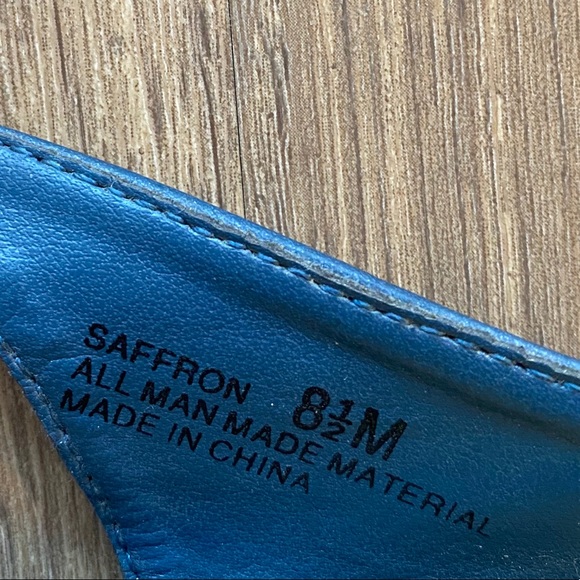 SAFFRON 8½M
ALL MAN MADE MATERIAL
MADE IN CHINA